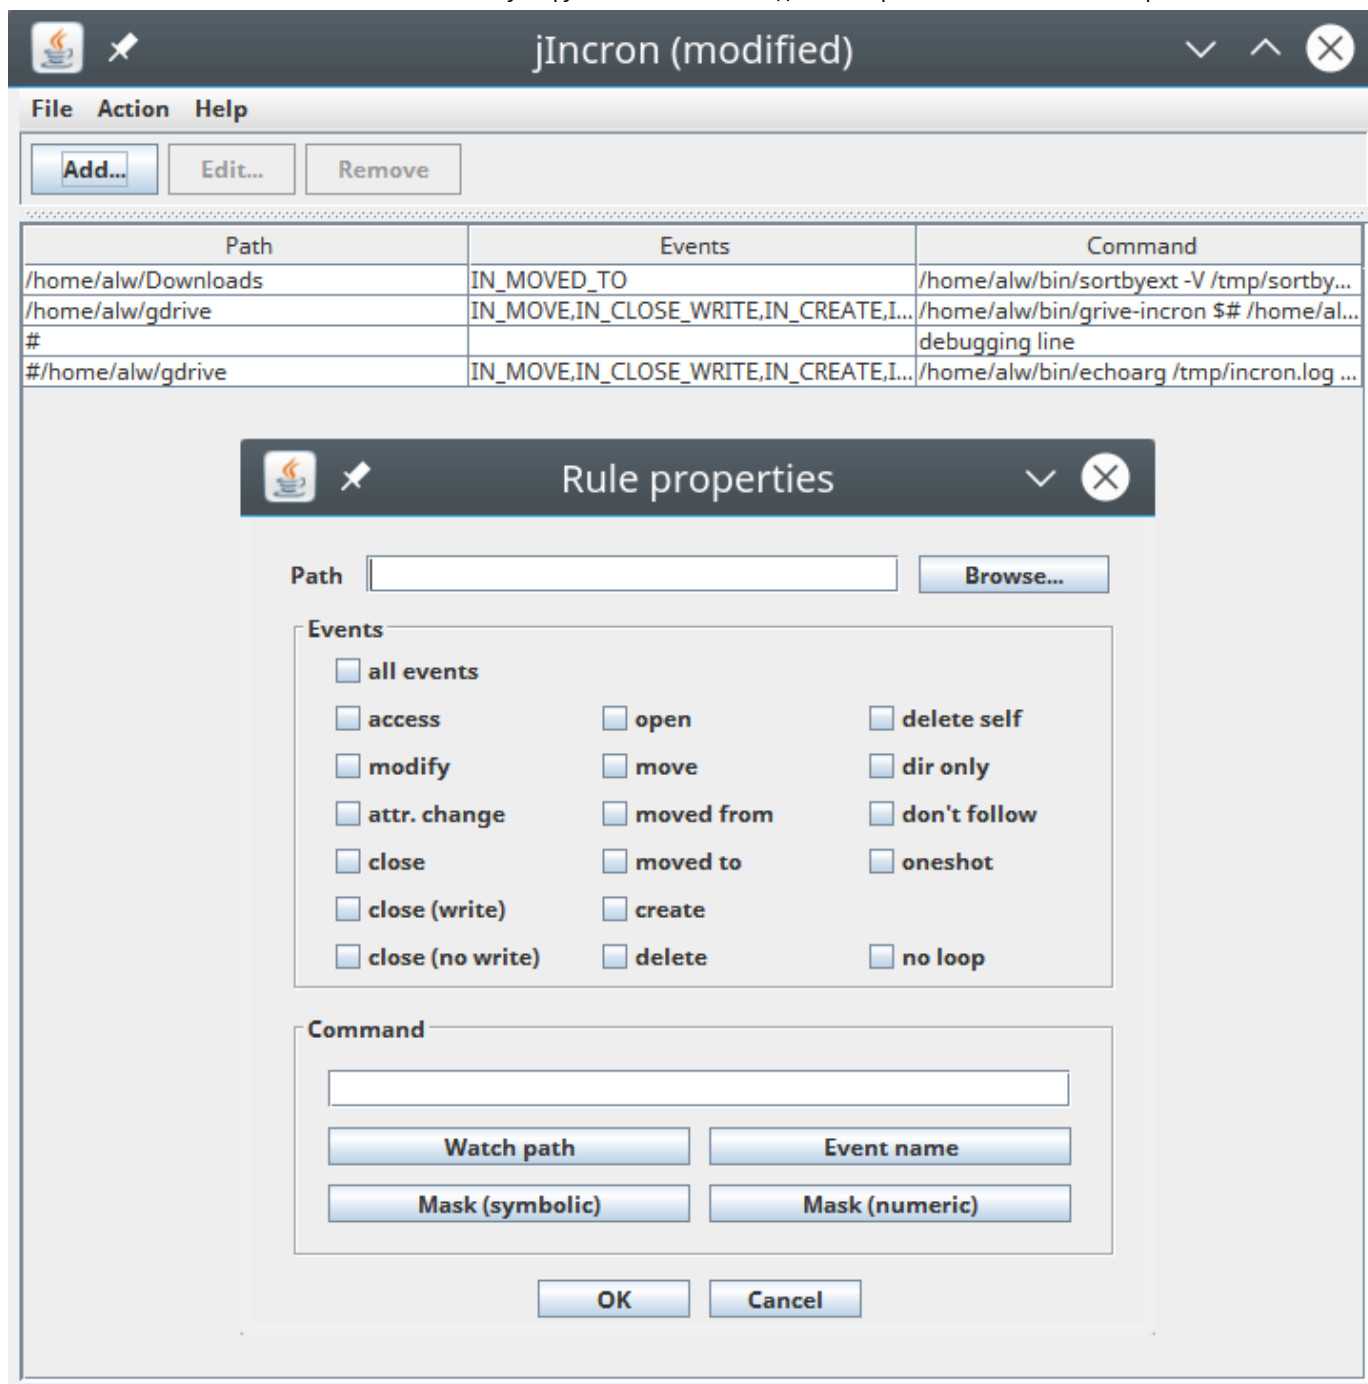 jIncron (modified)
File Action Help
Add... Edit... Remove
Path Events Command
/home/alw/Downloads IN_MOVED_TO /home/alw/bin/sortbyext -V /tmp/sortby...
/home/alw/gdrive IN_MOVE,IN_CLOSE_WRITE,IN_CREATE,I... /home/alw/bin/grive-incron $# /home/al...
# debugging line
#/home/alw/gdrive IN_MOVE,IN_CLOSE_WRITE,IN_CREATE,I... /home/alw/bin/echoarg /tmp/incron.log ...
Rule properties
Path Browse...
Events
all events
access open delete self
modify move dir only
attr. change moved from don't follow
close moved to oneshot
close (write) create
close (no write) delete no loop
Command
Watch path Event name
Mask (symbolic) Mask (numeric)
OK Cancel